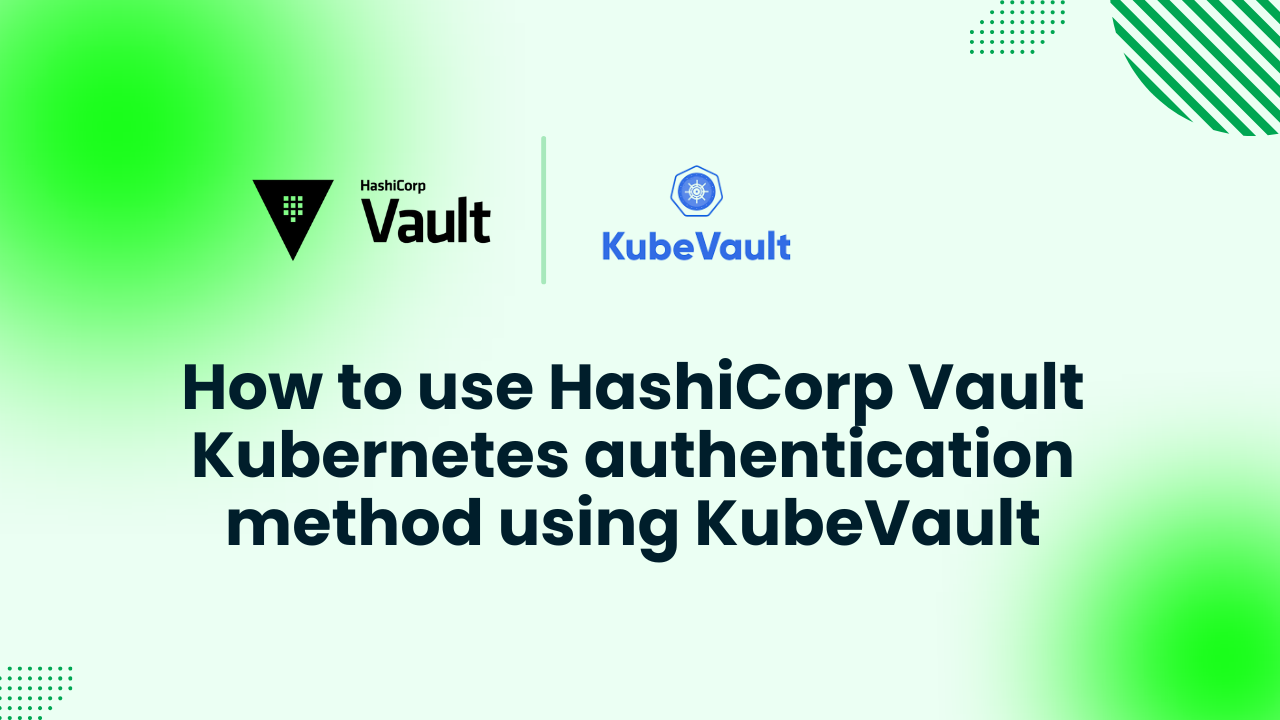 HashiCorp
Vault
KubeVault
How to use HashiCorp Vault
Kubernetes authentication
method using KubeVault